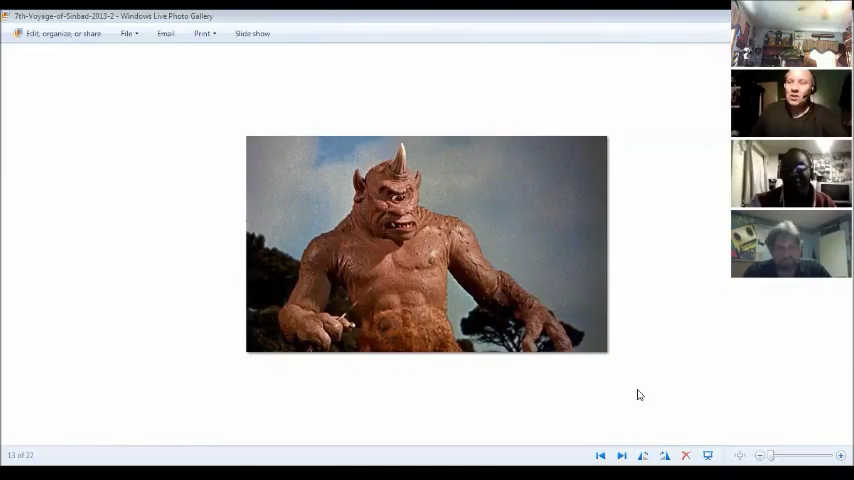 7th-Voyage-of-Sinbad-2013-2 - Windows Live Photo Gallery
Edit, organize, or share File Email Print Slide show
13 of 22